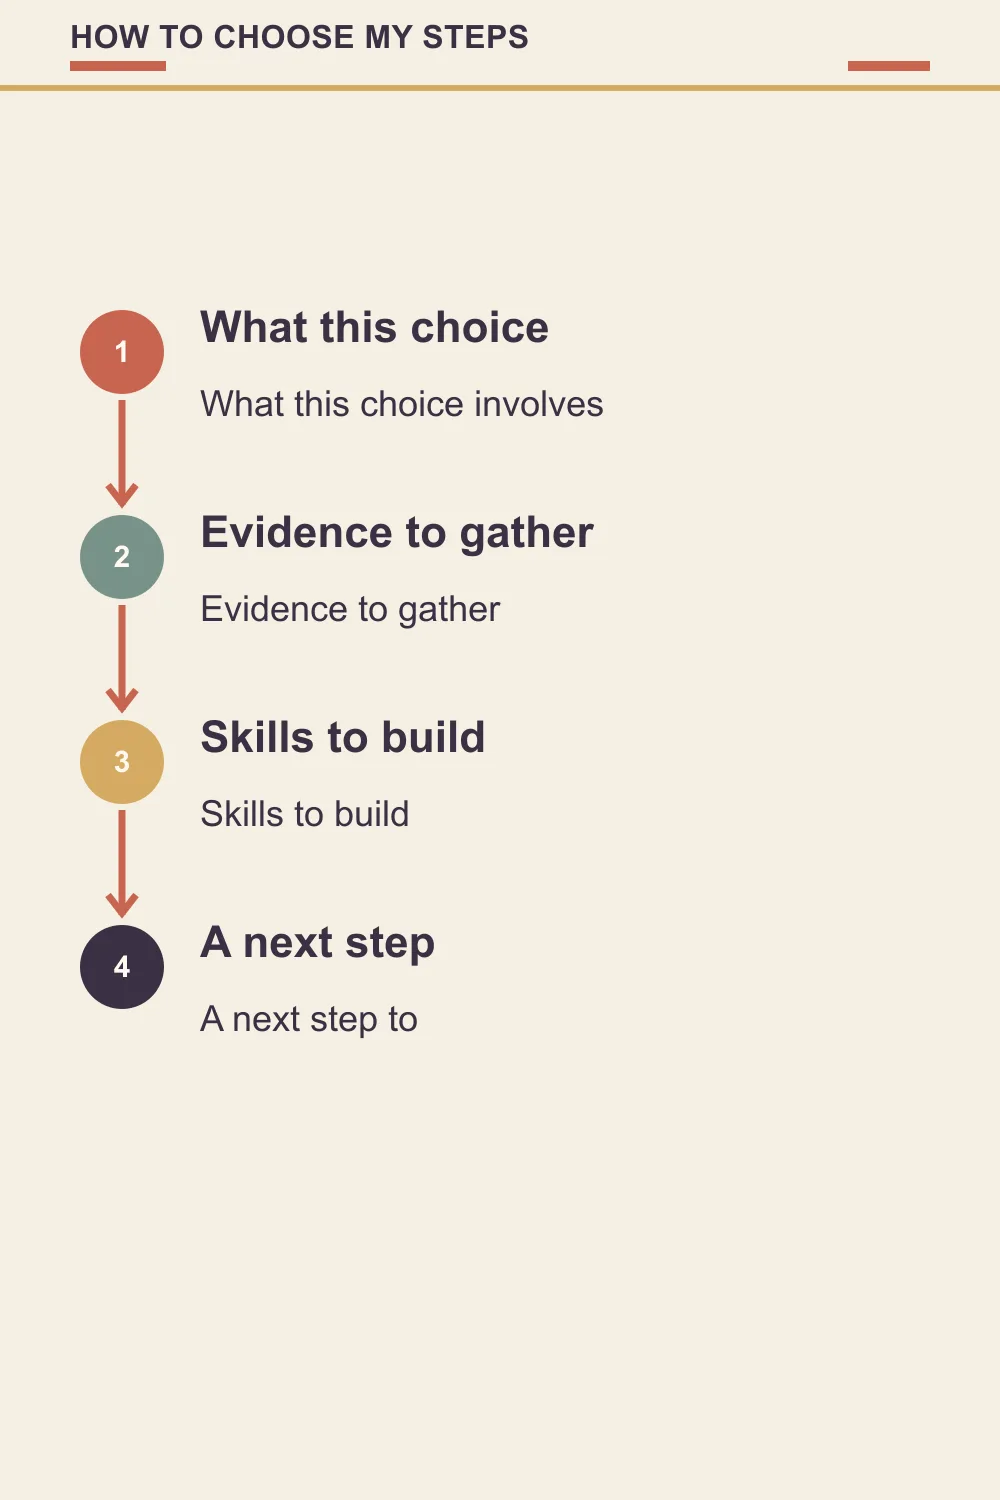 HOW TO CHOOSE MY STEPS
1
What this choice
What this choice involves
2
Evidence to gather
Evidence to gather
3
Skills to build
Skills to build
4
A next step
A next step to